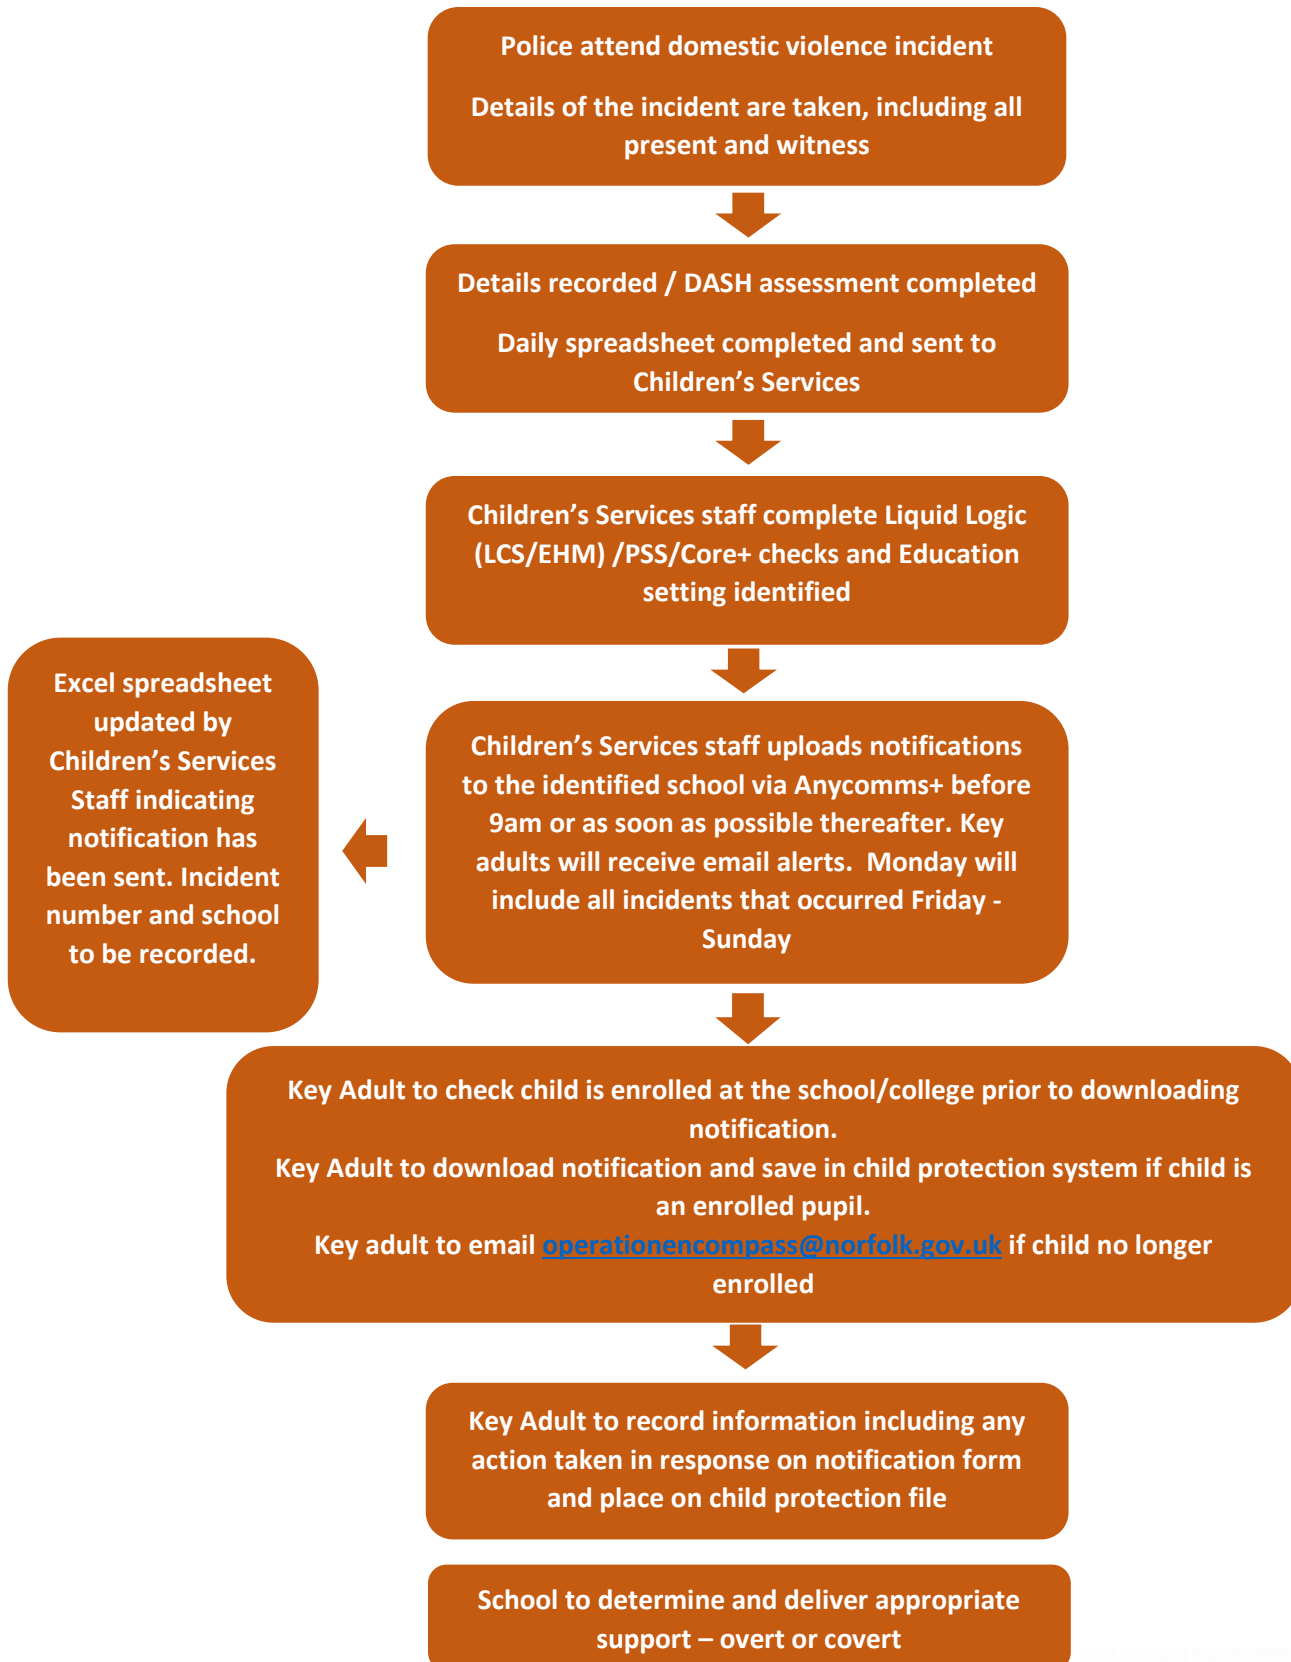 Police attend domestic violence incident
Details of the incident are taken, including all
present and witness
Details recorded / DASH assessment completed
Daily spreadsheet completed and sent to
Children’s Services
Children’s Services staff complete Liquid Logic
(LCS/EHM) /PSS/Core+ checks and Education
setting identified
Children’s Services staff uploads notifications
to the identified school via Anycomms+ before
9am or as soon as possible thereafter. Key
adults will receive email alerts.  Monday will
include all incidents that occurred Friday -
Sunday
Excel spreadsheet
updated by
Children’s Services
Staff indicating
notification has
been sent. Incident
number and school
to be recorded.
Key Adult to check child is enrolled at the school/college prior to downloading
notification.
Key Adult to download notification and save in child protection system if child is
an enrolled pupil.
Key adult to email operationencompass@norfolk.gov.uk if child no longer
enrolled
Key Adult to record information including any
action taken in response on notification form
and place on child protection file
School to determine and deliver appropriate
support – overt or covert